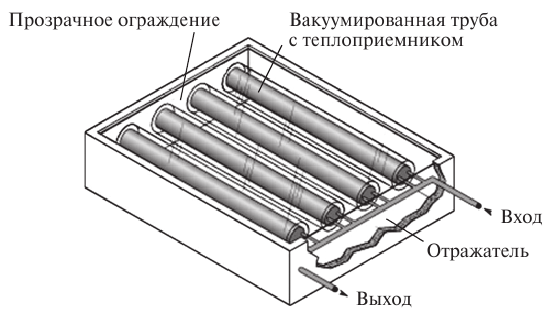 Прозрачное ограждение
Вакуумированная труба
с теплоприемником
Вход
Отражатель
Выход